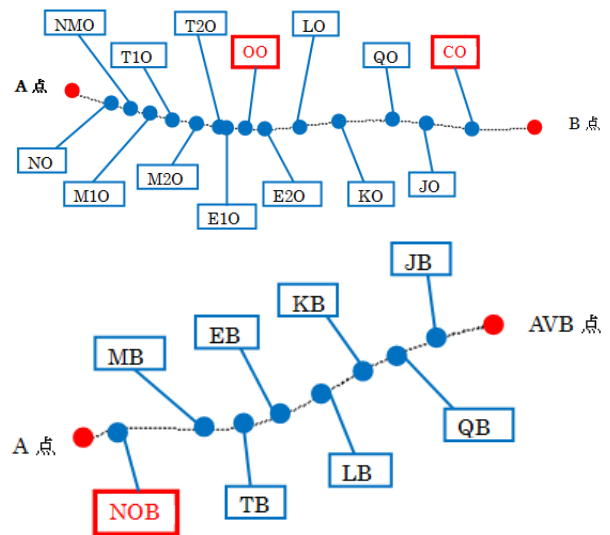 NMO
T1O
T2O
OO
LO
QO
CO
A 点
B 点
NO
M1O
M2O
E1O
E2O
KO
JO
JB
KB
AVB 点
EB
MB
A 点
QB
LB
TB
NOB